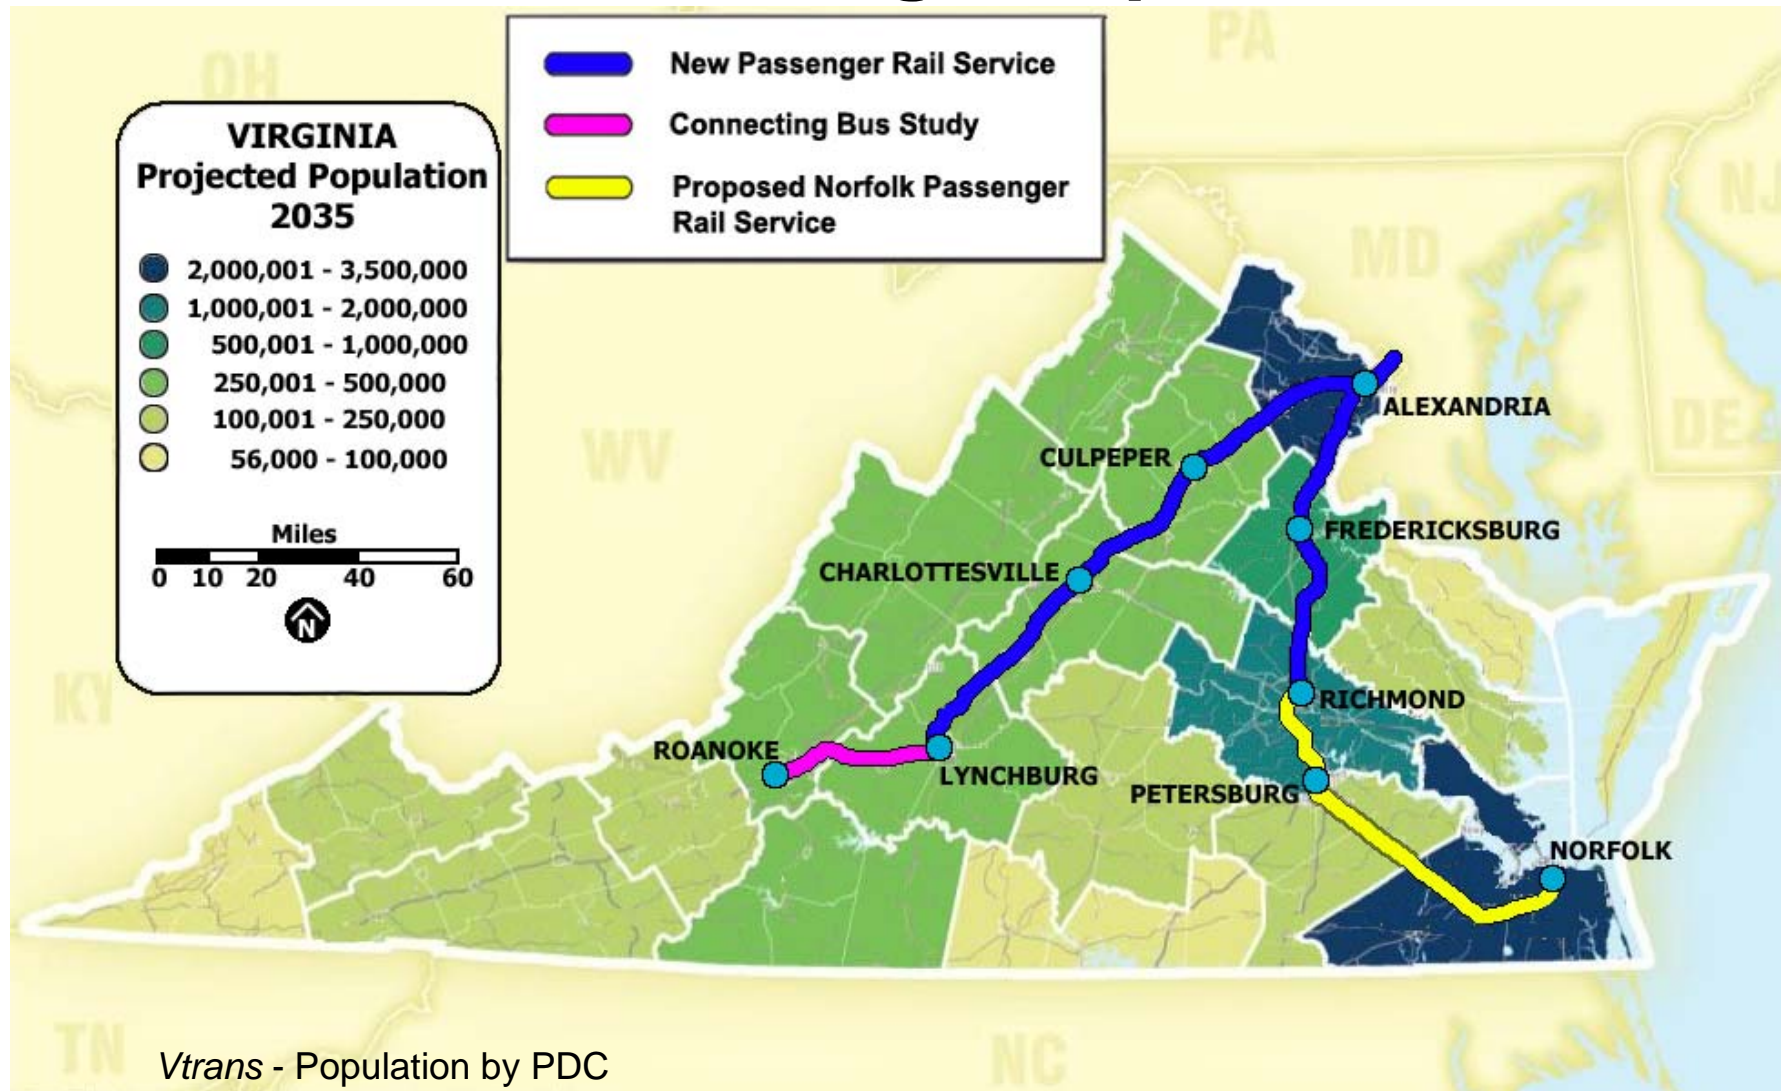 OH
PA
New Passenger Rail Service
Connecting Bus Study
Proposed Norfolk Passenger
Rail Service
VIRGINIA
Projected Population
2035
2,000,001 - 3,500,000
1,000,001 - 2,000,000
500,001 - 1,000,000
250,001 - 500,000
100,001 - 250,000
56,000 - 100,000
Miles
0 10 20 40 60
N
NJ
MD
DE
WV
KY
ALEXANDRIA
CULPEPER
FREDERICKSBURG
CHARLOTTESVILLE
RICHMOND
ROANOKE
LYNCHBURG
PETERSBURG
NORFOLK
TN
NC
Vtrans - Population by PDC